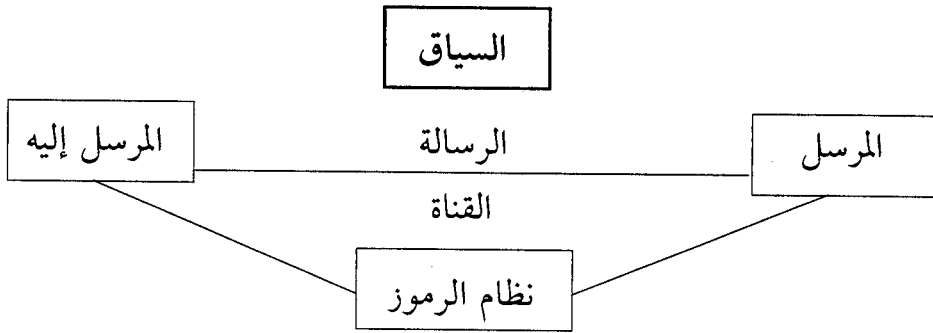 السياق
المرسل
الرسالة
المرسل إليه
القناة
نظام الرموز